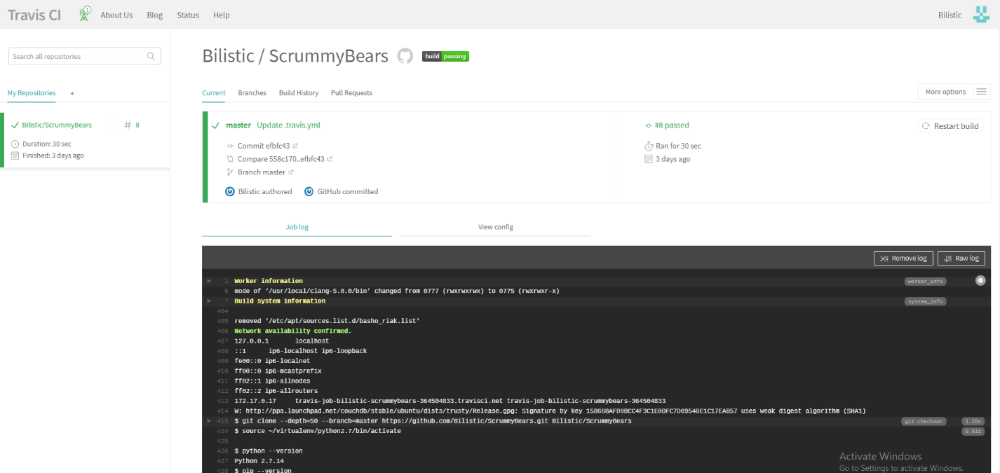 Travis CI
1
About Us
Blog
Status
Help
Bilistic
Search all repositories
My Repositories
+
Bilistic/ScrummyBears
# 8
Duration: 30 sec
Finished: 3 days ago
Bilistic / ScrummyBears
build passing
Current
Branches
Build History
Pull Requests
More options
master Update .travis.yml
Commit efbfc43
Compare 558c170..efbfc43
Branch master
Bilistic authored
GitHub committed
#8 passed
Ran for 30 sec
3 days ago
Restart build
Job log
View config
Remove log
Raw log
1 Worker information worker_info
6 mode of ‘/usr/local/clang-5.0.0/bin’ changed from 0777 (rwxrwxrwx) to 0775 (rwxrwxr-x)
7 Build system information system_info
404
405 removed ‘/etc/apt/sources.list.d/basho_riak.list’
406 Network availability confirmed.
407 127.0.0.1 localhost
408 ::1 ip6-localhost ip6-loopback
409 fe00::0 ip6-localnet
410 ff00::0 ip6-mcastprefix
411 ff02::1 ip6-allnodes
412 ff02::2 ip6-allrouters
413 172.17.0.17 travis-job-bilistic-scrummybears-364504833.travisci.net travis-job-bilistic-scrummybears-364504833
414 W: http://ppa.launchpad.net/couchdb/stable/ubuntu/dists/trusty/Release.gpg: Signature by key 15866BAFD9BCC4F3C1E0DFC7D69548E1C17EAB57 uses weak digest algorithm (SHA1)
415 $ git clone --depth=50 --branch=master https://github.com/Bilistic/ScrummyBears.git Bilistic/ScrummyBears git.checkout 1.20s
424 $ source ~/virtualenv/python2.7/bin/activate 0.01s
425
426 $ python --version
427 Python 2.7.14
428 $ pip --version
Activate Windows
Go to Settings to activate Windows.